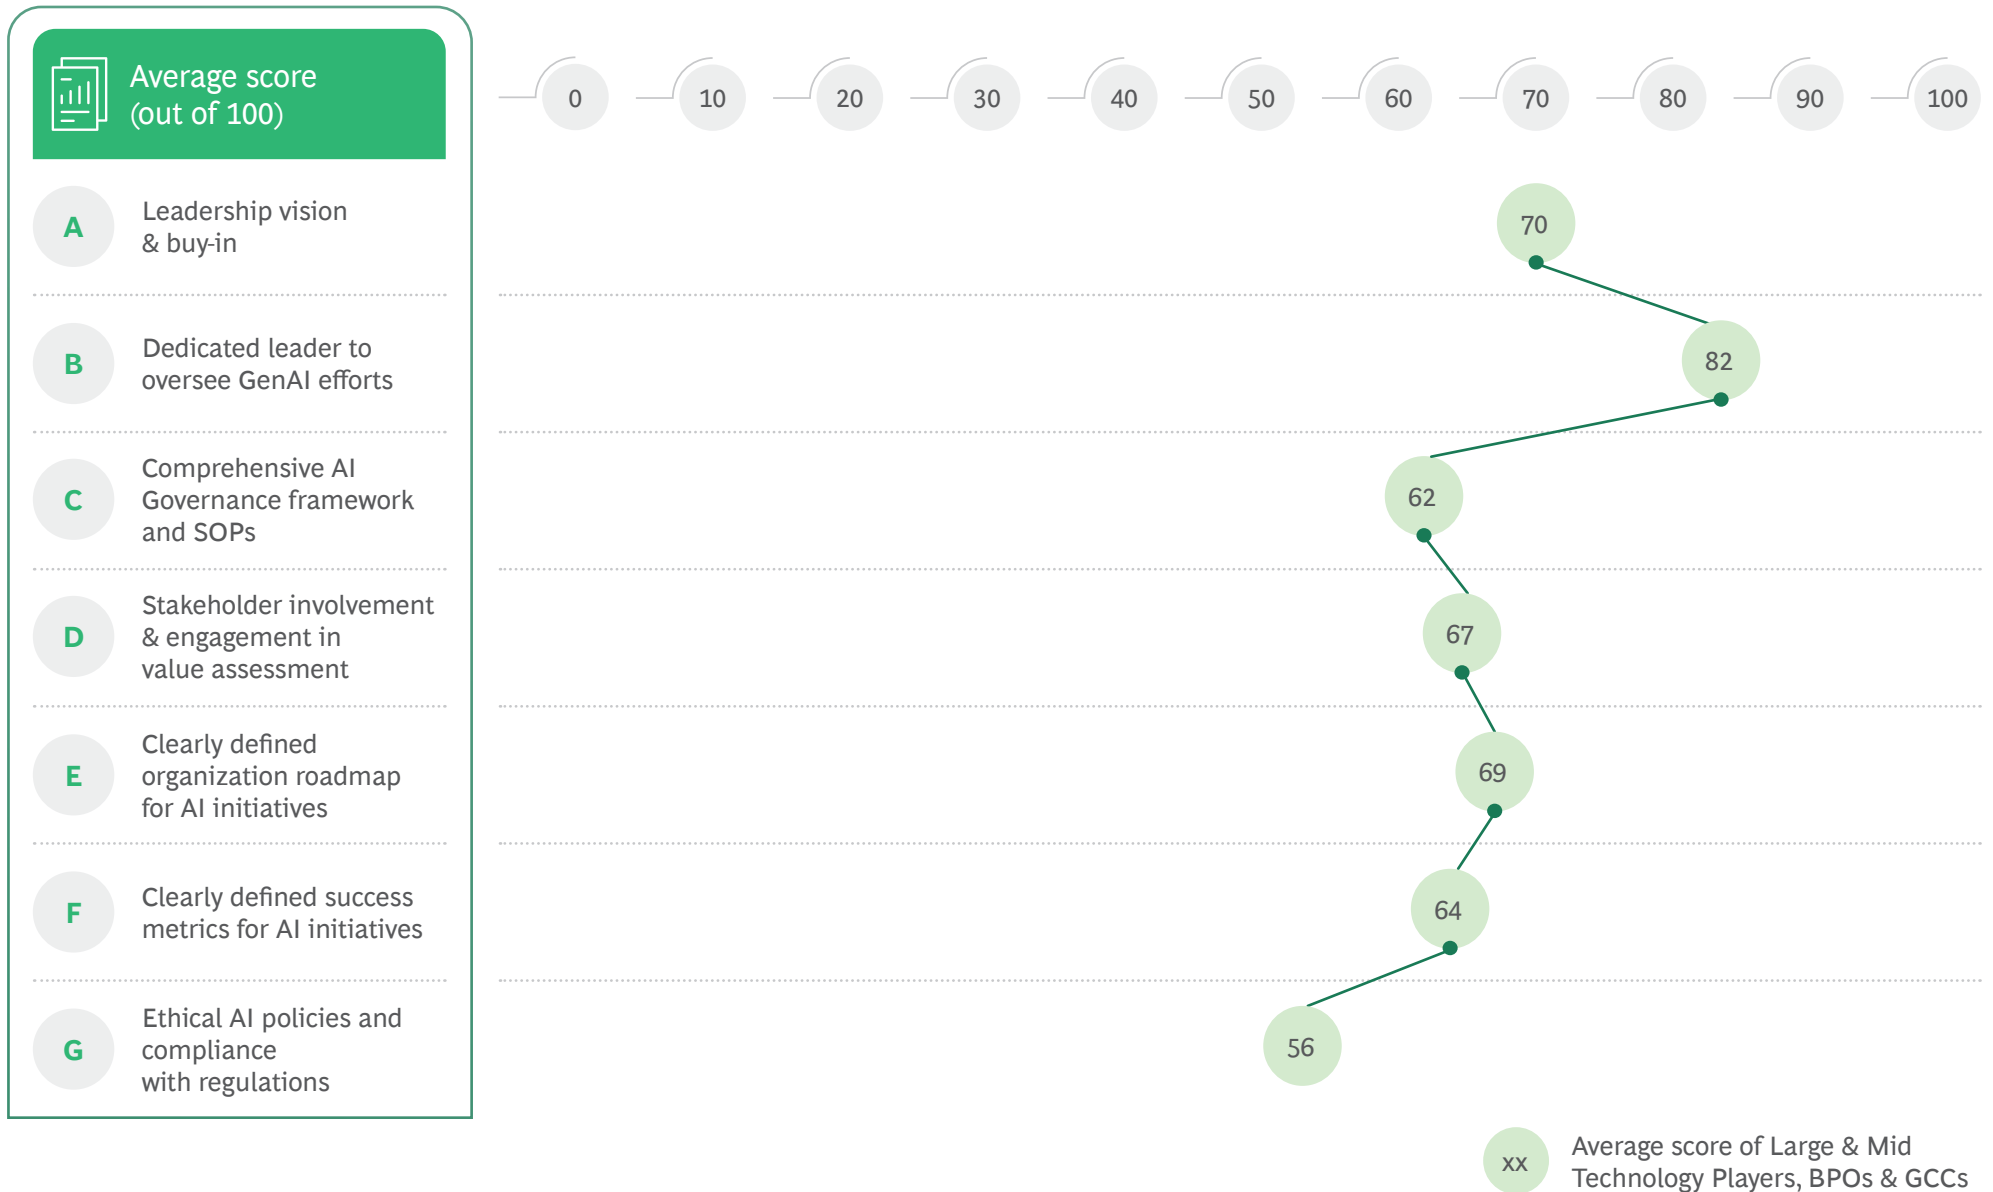 Average score
(out of 100)
0 10 20 30 40 50 60 70 80 90 100
A
Leadership vision
& buy-in
70
B
Dedicated leader to
oversee GenAI efforts
82
C
Comprehensive AI
Governance framework
and SOPs
62
D
Stakeholder involvement
& engagement in
value assessment
67
E
Clearly defined
organization roadmap
for AI initiatives
69
F
Clearly defined success
metrics for AI initiatives
64
G
Ethical AI policies and
compliance
with regulations
56
xx
Average score of Large & Mid
Technology Players, BPOs & GCCs